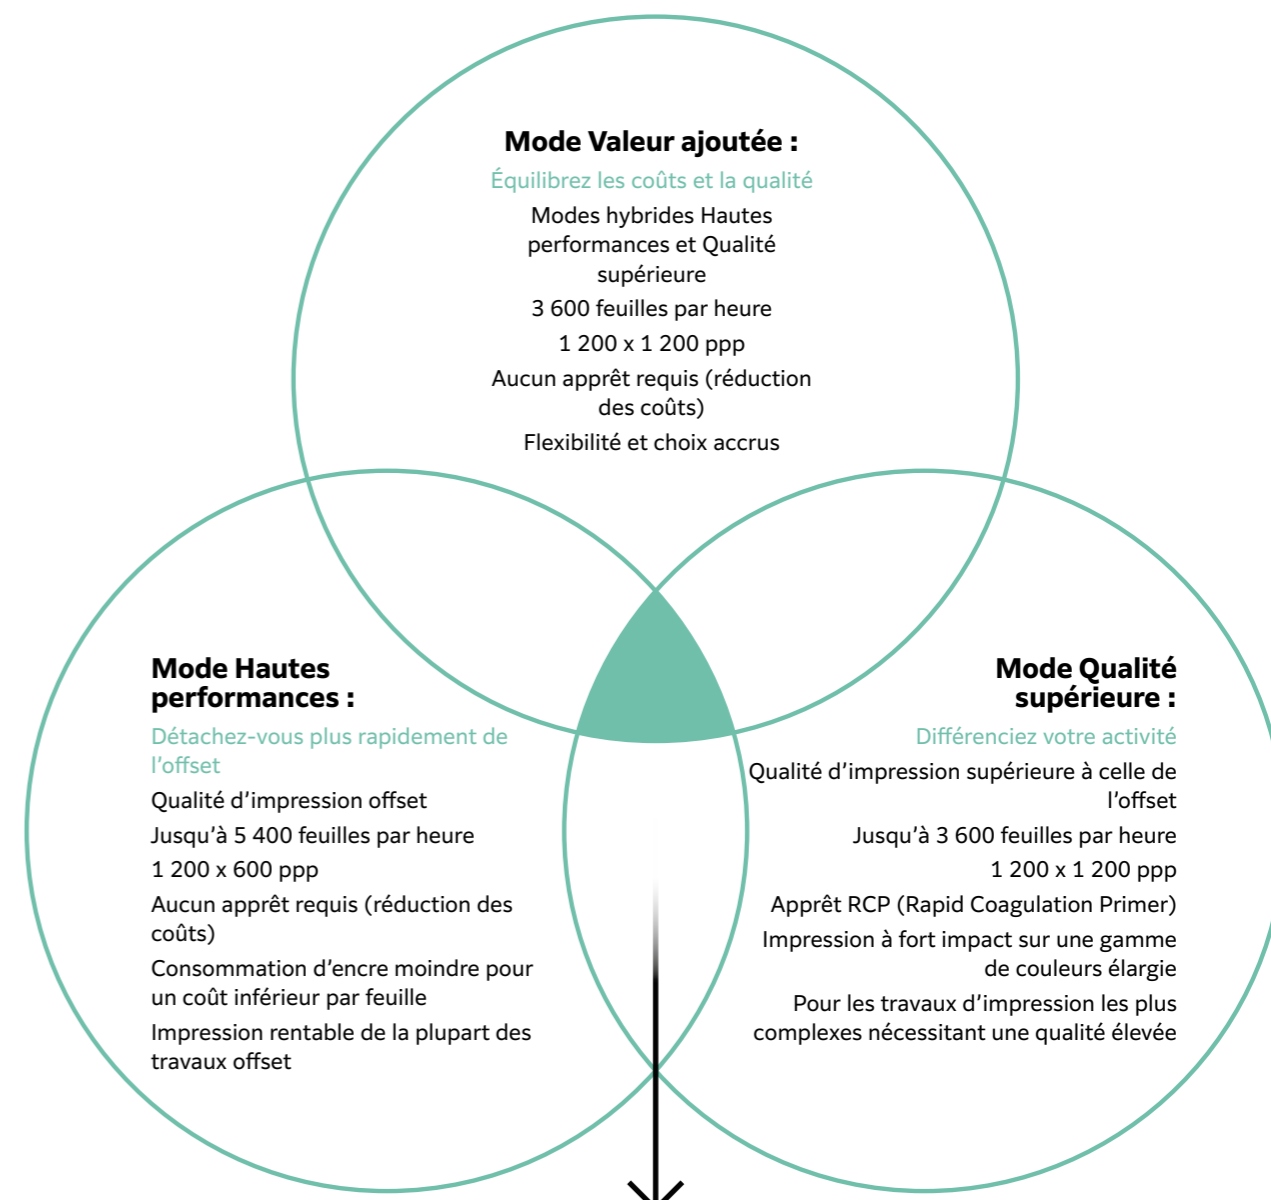 Mode Valeur ajoutée :
Équilibrez les coûts et la qualité
Modes hybrides Hautes
performances et Qualité
supérieure
3 600 feuilles par heure
1 200 x 1 200 ppp
Aucun apprêt requis (réduction
des coûts)
Flexibilité et choix accrus
Mode Hautes
performances :
Détachez-vous plus rapidement de
l’offset
Qualité d’impression offset
Jusqu’à 5 400 feuilles par heure
1 200 x 600 ppp
Aucun apprêt requis (réduction des
coûts)
Consommation d’encre moindre pour
un coût inférieur par feuille
Impression rentable de la plupart des
travaux offset
Mode Qualité
supérieure :
Différenciez votre activité
Qualité d’impression supérieure à celle de
l’offset
Jusqu’à 3 600 feuilles par heure
1 200 x 1 200 ppp
Apprêt RCP (Rapid Coagulation Primer)
Impression à fort impact sur une gamme
de couleurs élargie
Pour les travaux d’impression les plus
complexes nécessitant une qualité élevée